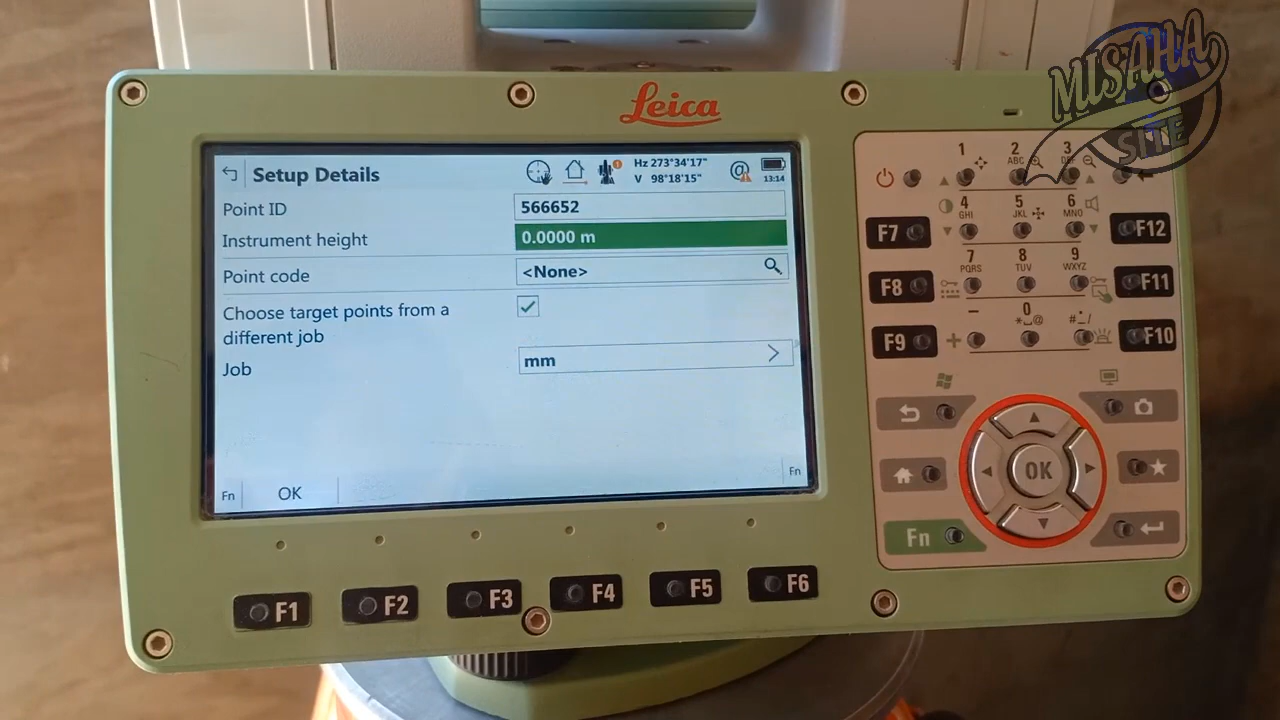 MISAHA
SITE
Leica
Setup Details
Hz 273°34'17"
V 98°18'15"
13:14
Point ID
566652
Instrument height
0.0000 m
Point code
<None>
Choose target points from a
different job
Job
mm
Fn
OK
Fn
F1
F2
F3
F4
F5
F6
1
2
ABC
3
4
GHI
5
JKL
6
MNO
7
PQRS
8
TUV
9
WXYZ
0
*␣@
F7
F12
F8
F11
F9
F10
OK
Fn